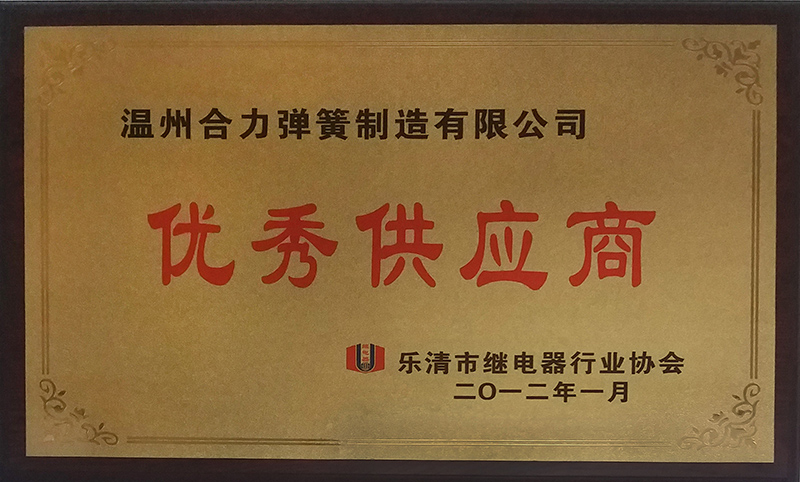 温州合力弹簧制造有限公司
优秀供应商
乐清市继电器行业协会
二〇一二年一月